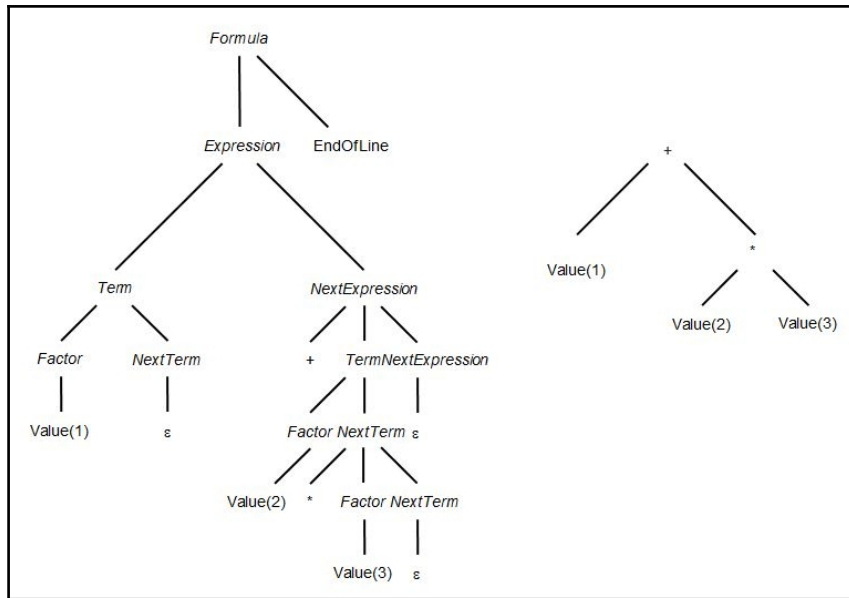 Formula
Expression EndOfLine +
Value(1) *
Term NextExpression
Value(2) Value(3)
Factor NextTerm + TermNextExpression
Value(1) ε Factor NextTerm ε
Value(2) * Factor NextTerm
Value(3) ε